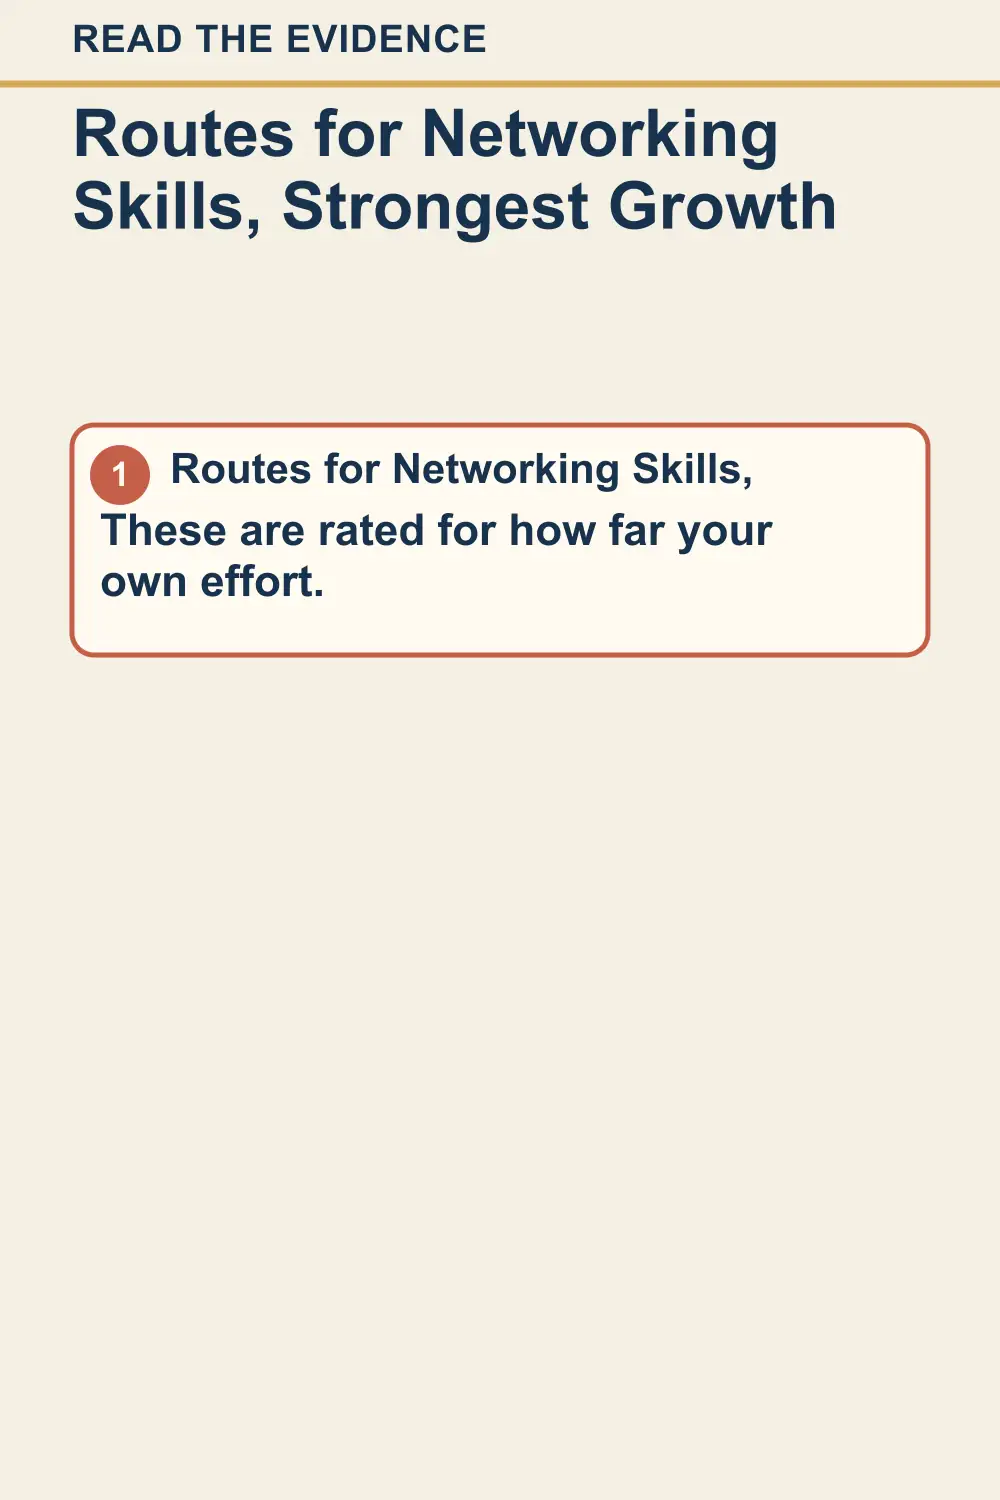 READ THE EVIDENCE
Routes for Networking
Skills, Strongest Growth
1 Routes for Networking Skills,
These are rated for how far your
own effort.